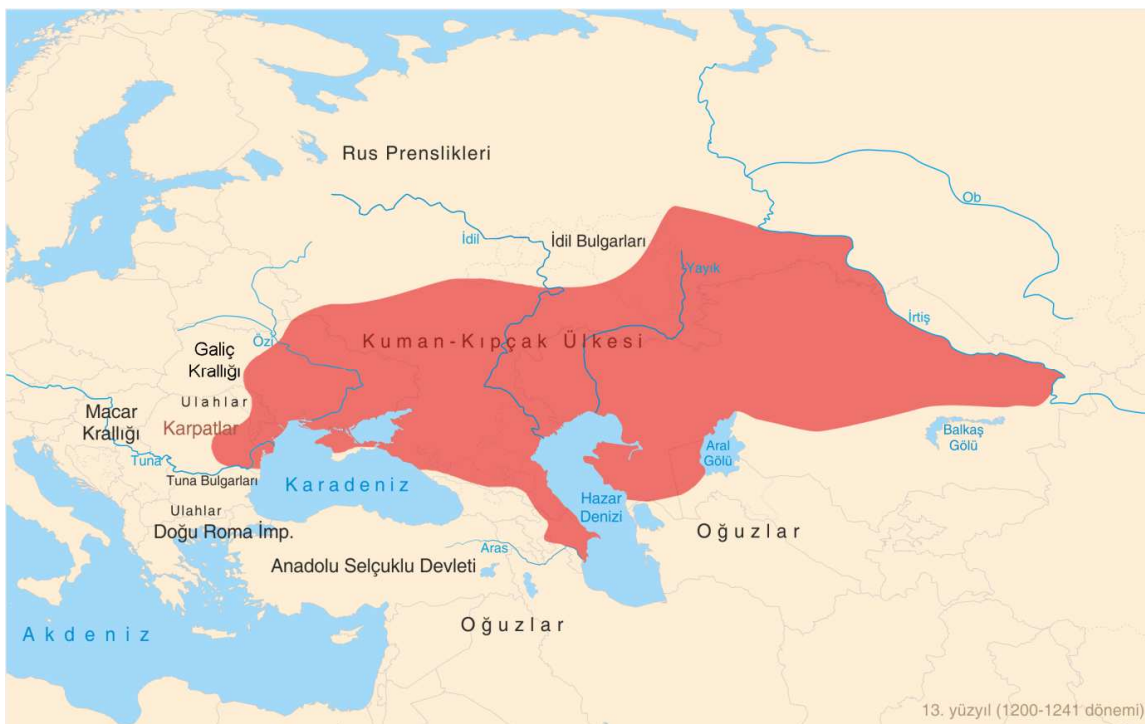 Rus Prenslikleri
Ob
İdil
İdil Bulgarları
Yayık
İrtiş
Özi
Kuman-Kıpçak Ülkesi
Galiç
Krallığı
Ulahlar
Macar
Krallığı
Karpatlar
Tuna
Tuna Bulgarları
Aral
Gölü
Balkaş
Gölü
Karadeniz
Hazar
Denizi
Ulahlar
Doğu Roma İmp.
Oğuzlar
Aras
Anadolu Selçuklu Devleti
Oğuzlar
Akdeniz
13. yüzyıl (1200-1241 dönemi)